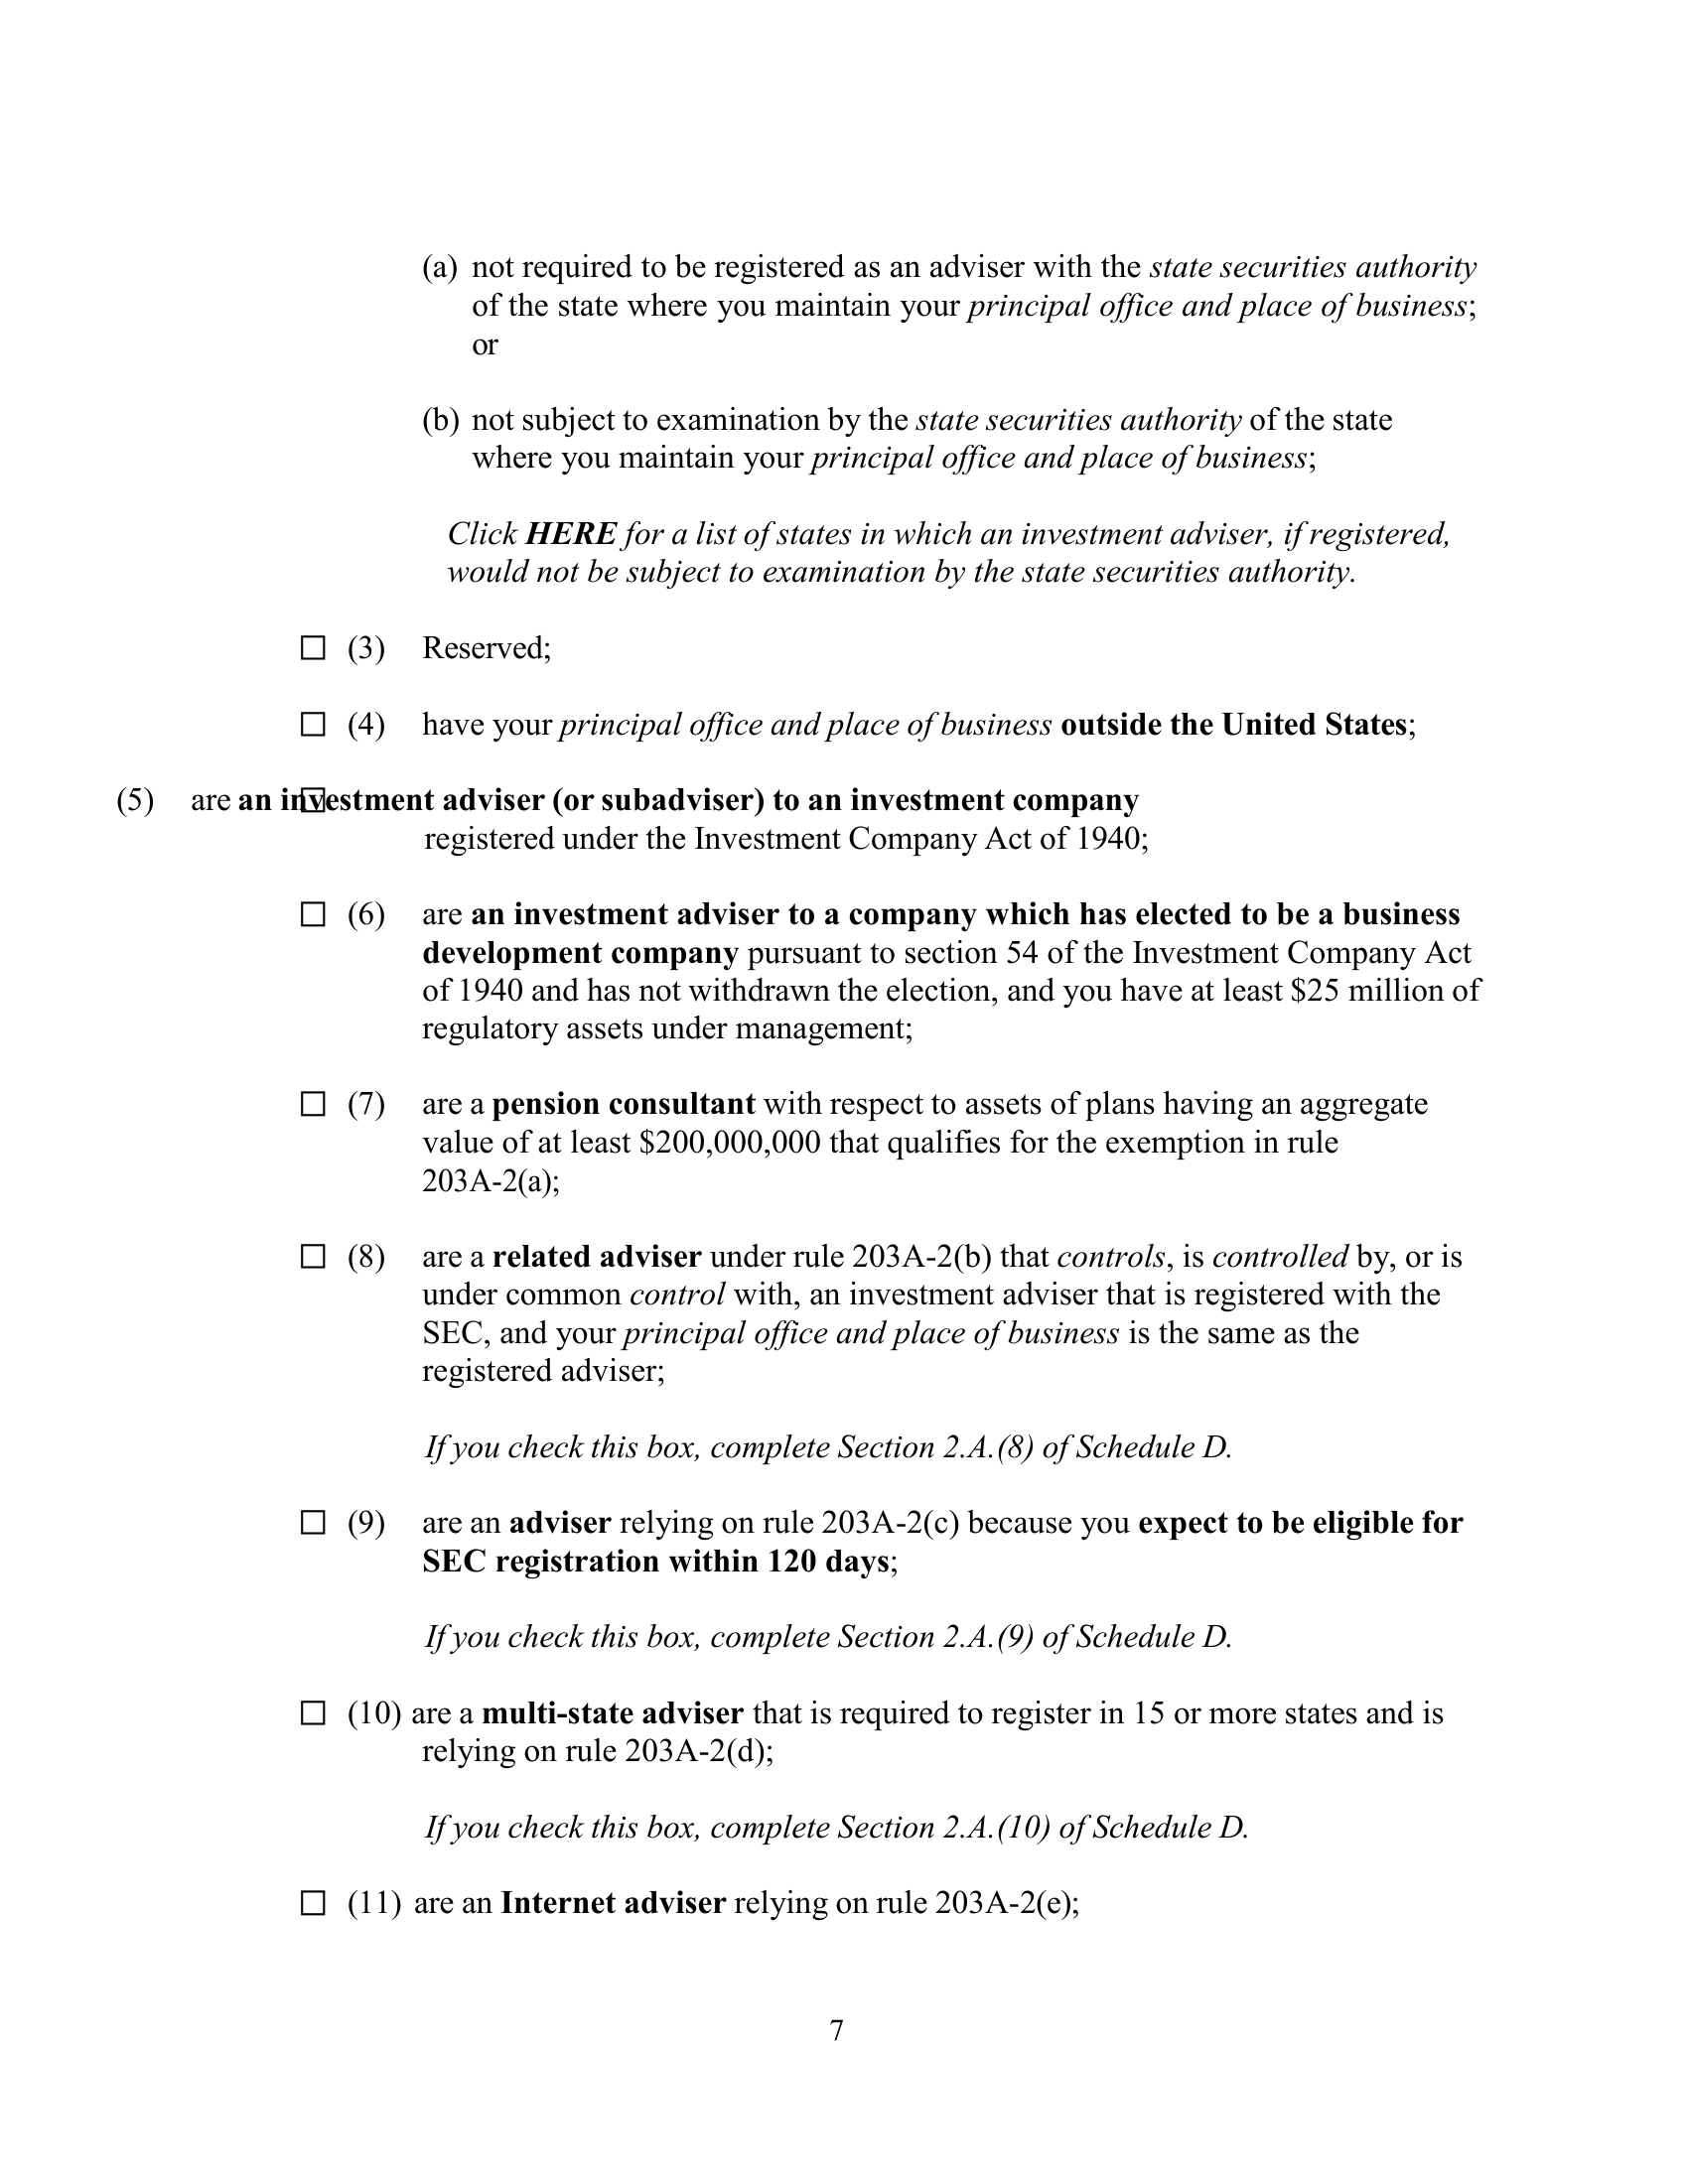 (a) not required to be registered as an adviser with the state securities authority
of the state where you maintain your principal office and place of business;
or
(b) not subject to examination by the state securities authority of the state
where you maintain your principal office and place of business;
Click HERE for a list of states in which an investment adviser, if registered,
would not be subject to examination by the state securities authority.
☐ (3) Reserved;
☐ (4) have your principal office and place of business outside the United States;
☐ (5) are an investment adviser (or subadviser) to an investment company
registered under the Investment Company Act of 1940;
☐ (6) are an investment adviser to a company which has elected to be a business
development company pursuant to section 54 of the Investment Company Act
of 1940 and has not withdrawn the election, and you have at least $25 million of
regulatory assets under management;
☐ (7) are a pension consultant with respect to assets of plans having an aggregate
value of at least $200,000,000 that qualifies for the exemption in rule
203A-2(a);
☐ (8) are a related adviser under rule 203A-2(b) that controls, is controlled by, or is
under common control with, an investment adviser that is registered with the
SEC, and your principal office and place of business is the same as the
registered adviser;
If you check this box, complete Section 2.A.(8) of Schedule D.
☐ (9) are an adviser relying on rule 203A-2(c) because you expect to be eligible for
SEC registration within 120 days;
If you check this box, complete Section 2.A.(9) of Schedule D.
☐ (10) are a multi-state adviser that is required to register in 15 or more states and is
relying on rule 203A-2(d);
If you check this box, complete Section 2.A.(10) of Schedule D.
☐ (11) are an Internet adviser relying on rule 203A-2(e);
7